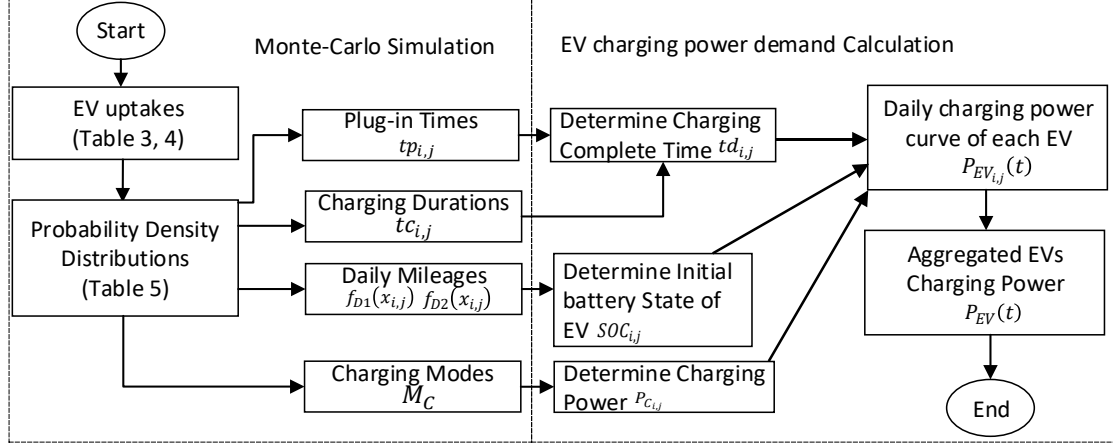 Start
Monte-Carlo Simulation
EV charging power demand Calculation
EV uptakes
(Table 3, 4)
Probability Density
Distributions
(Table 5)
Plug-in Times
tp_{i,j}
Charging Durations
tc_{i,j}
Daily Mileages
f_{D1}(x_{i,j}) f_{D2}(x_{i,j})
Charging Modes
M_C
Determine Charging
Complete Time td_{i,j}
Determine Initial
battery State of
EV SOC_{i,j}
Determine Charging
Power P_{C_{i,j}}
Daily charging power
curve of each EV
P_{EV_{i,j}}(t)
Aggregated EVs
Charging Power
P_{EV}(t)
End